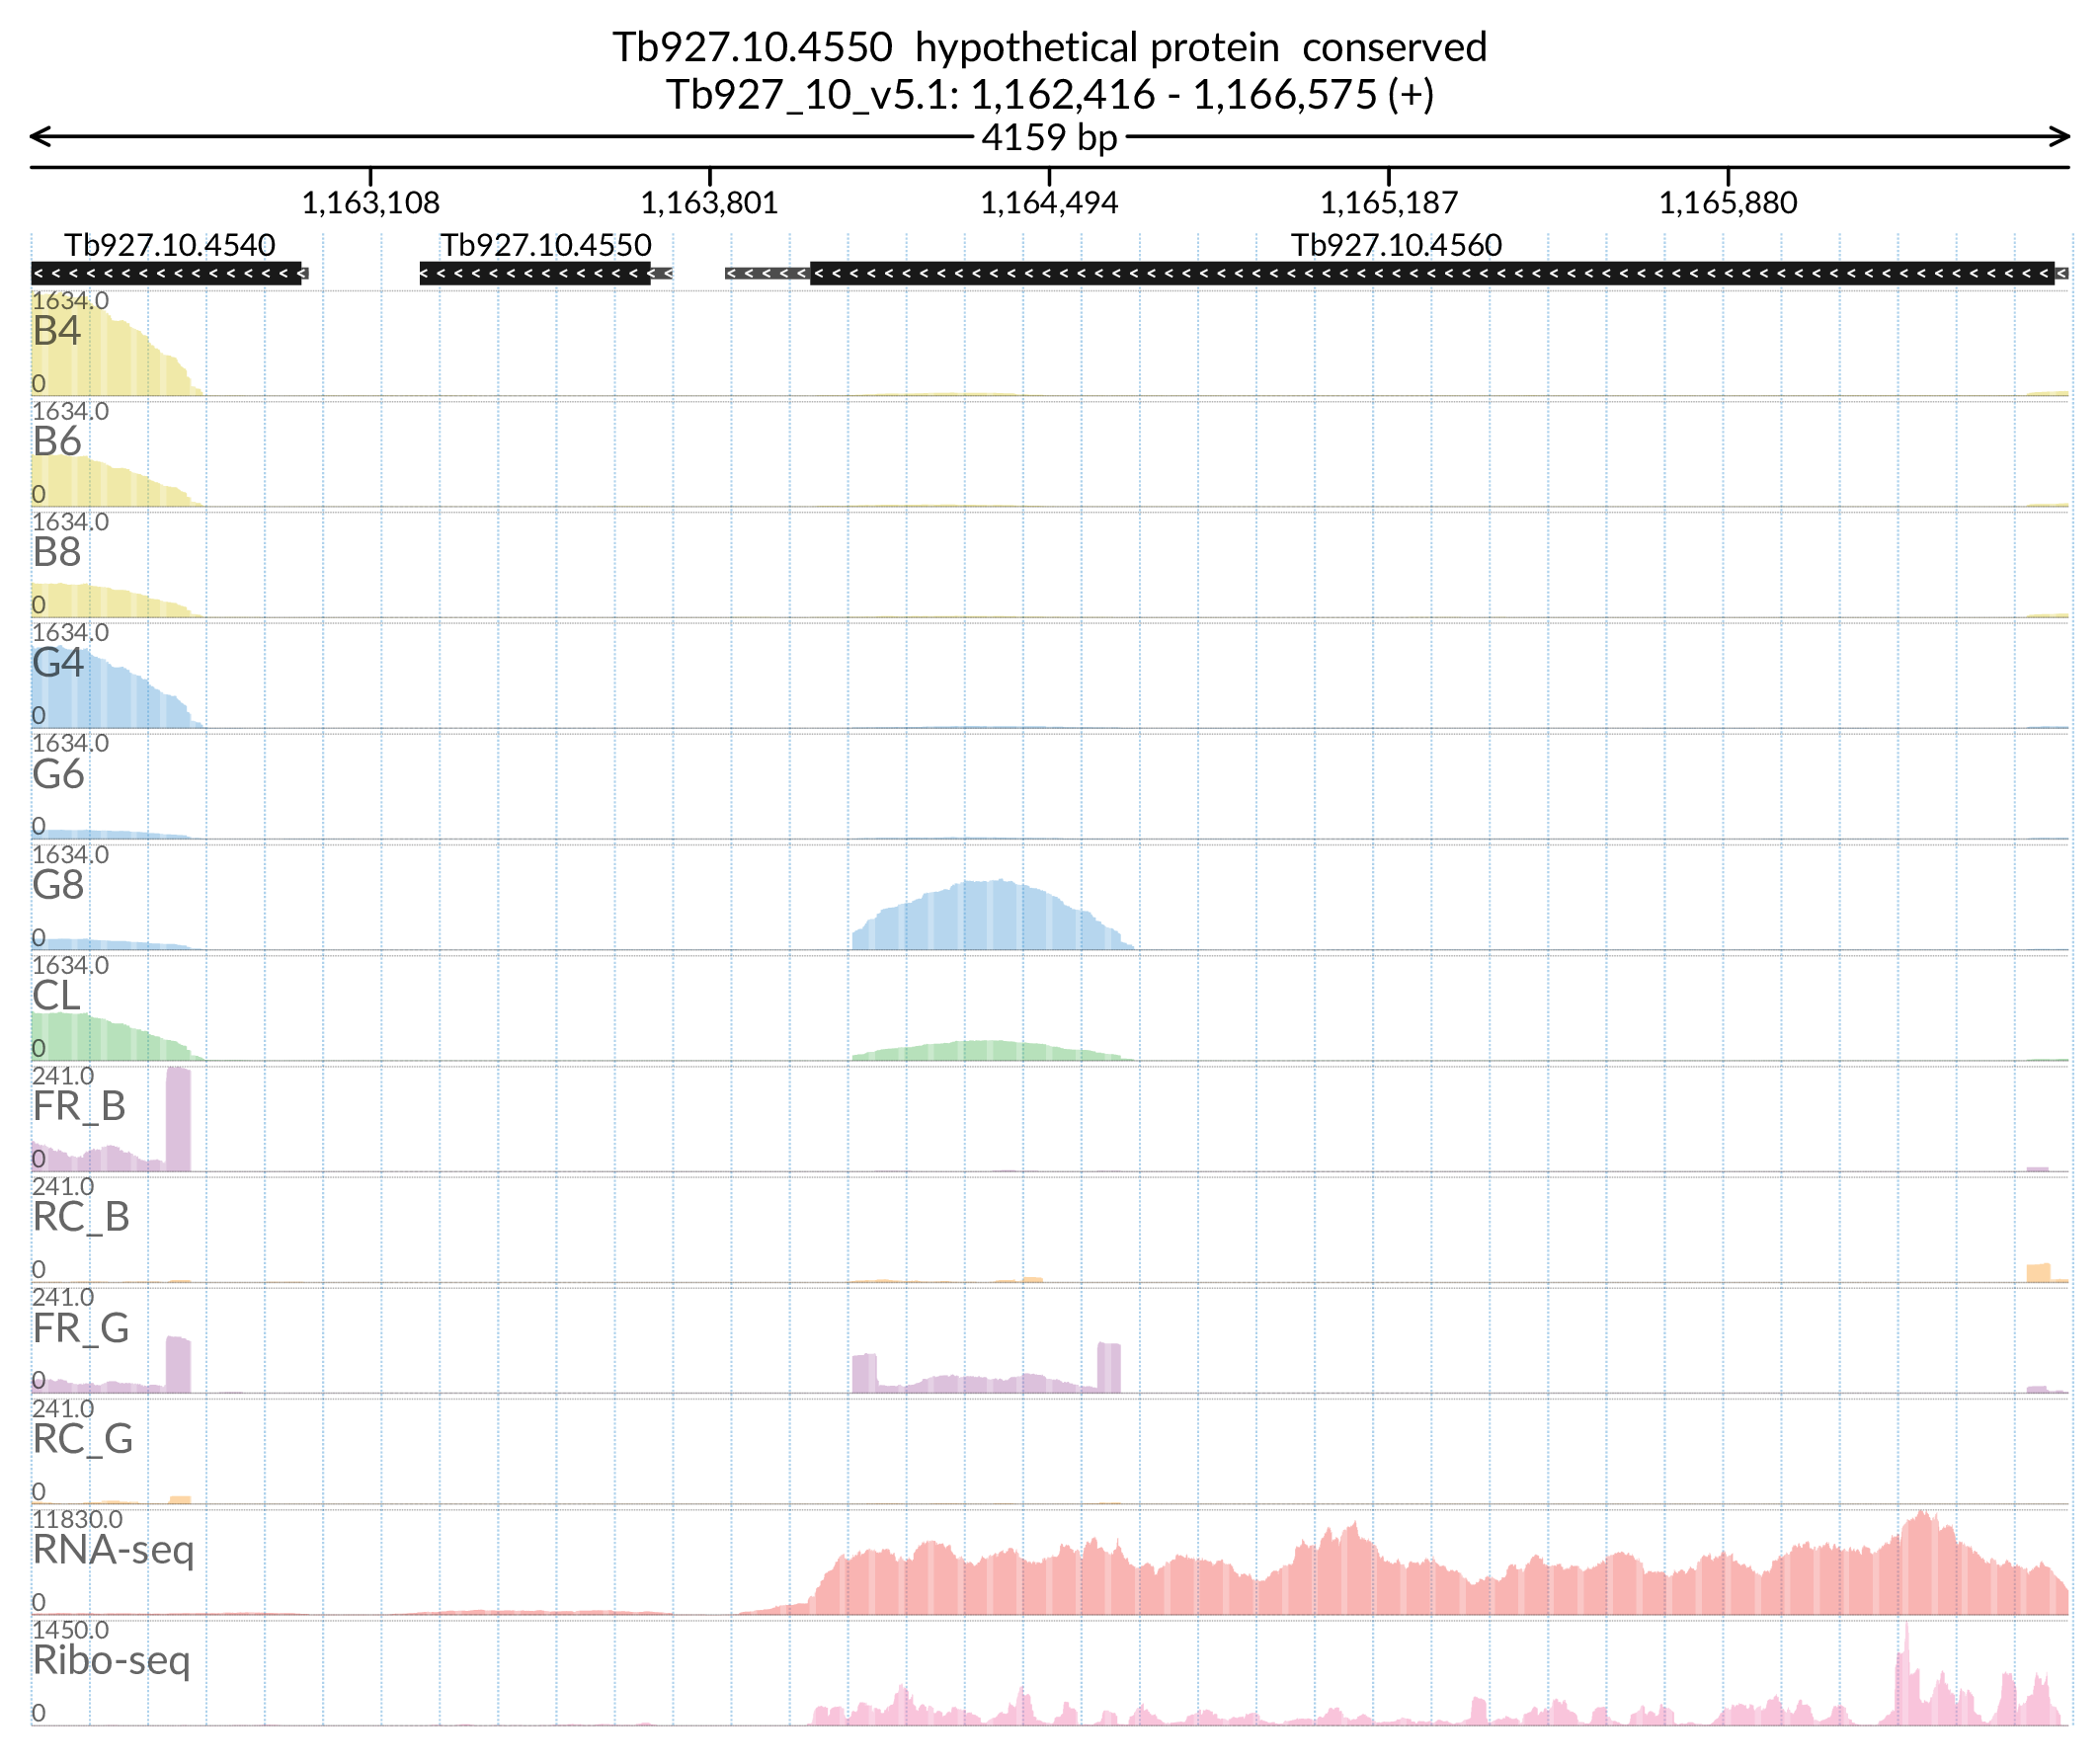 Tb927.10.4550 hypothetical protein conserved
Tb927_10_v5.1: 1,162,416 - 1,166,575 (+)
4159 bp
1,163,108 1,163,801 1,164,494 1,165,187 1,165,880
Tb927.10.4540 Tb927.10.4550 Tb927.10.4560
1634.0
B4
0
1634.0
B6
0
1634.0
B8
0
1634.0
G4
0
1634.0
G6
0
1634.0
G8
0
1634.0
CL
0
241.0
FR_B
0
241.0
RC_B
0
241.0
FR_G
0
241.0
RC_G
0
11830.0
RNA-seq
0
1450.0
Ribo-seq
0